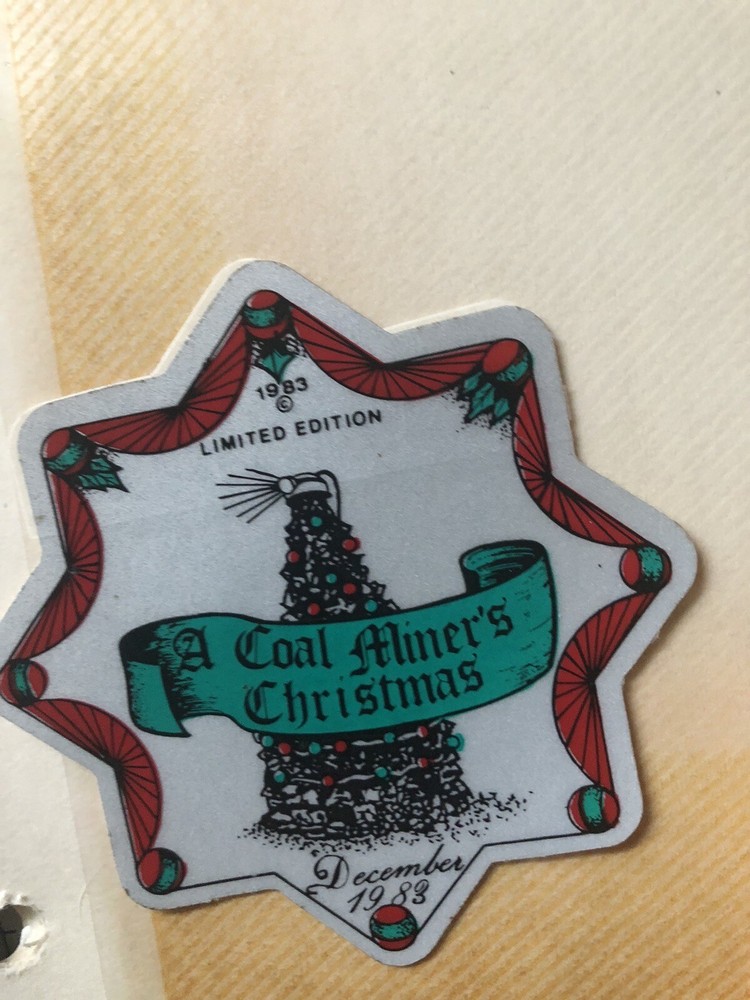 1983
©
LIMITED EDITION
A Coal Miner's
Christmas
December
1983